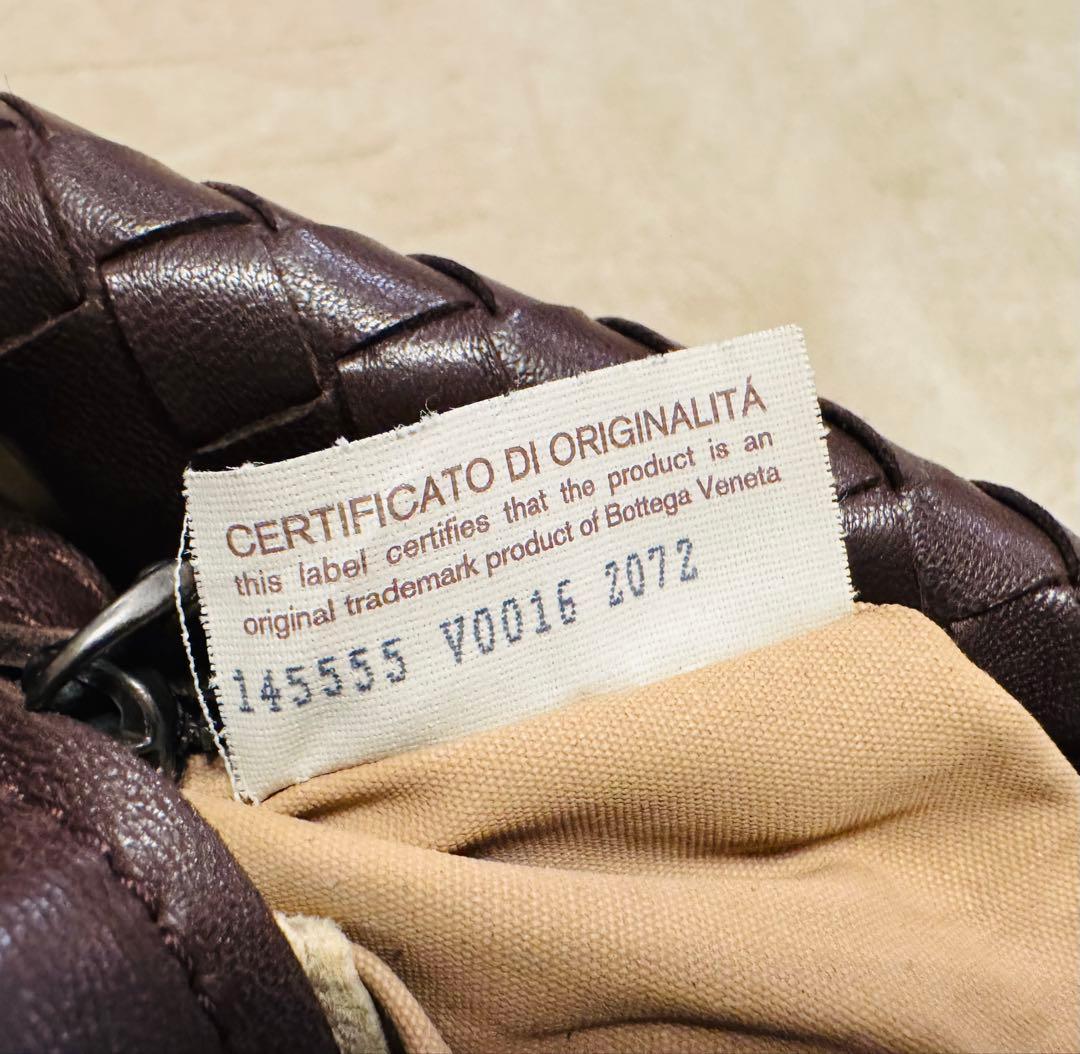 CERTIFICATO DI ORIGINALITÁ
this label certifies that the product is an
original trademark product of Bottega Veneta
145555 V0016 2072